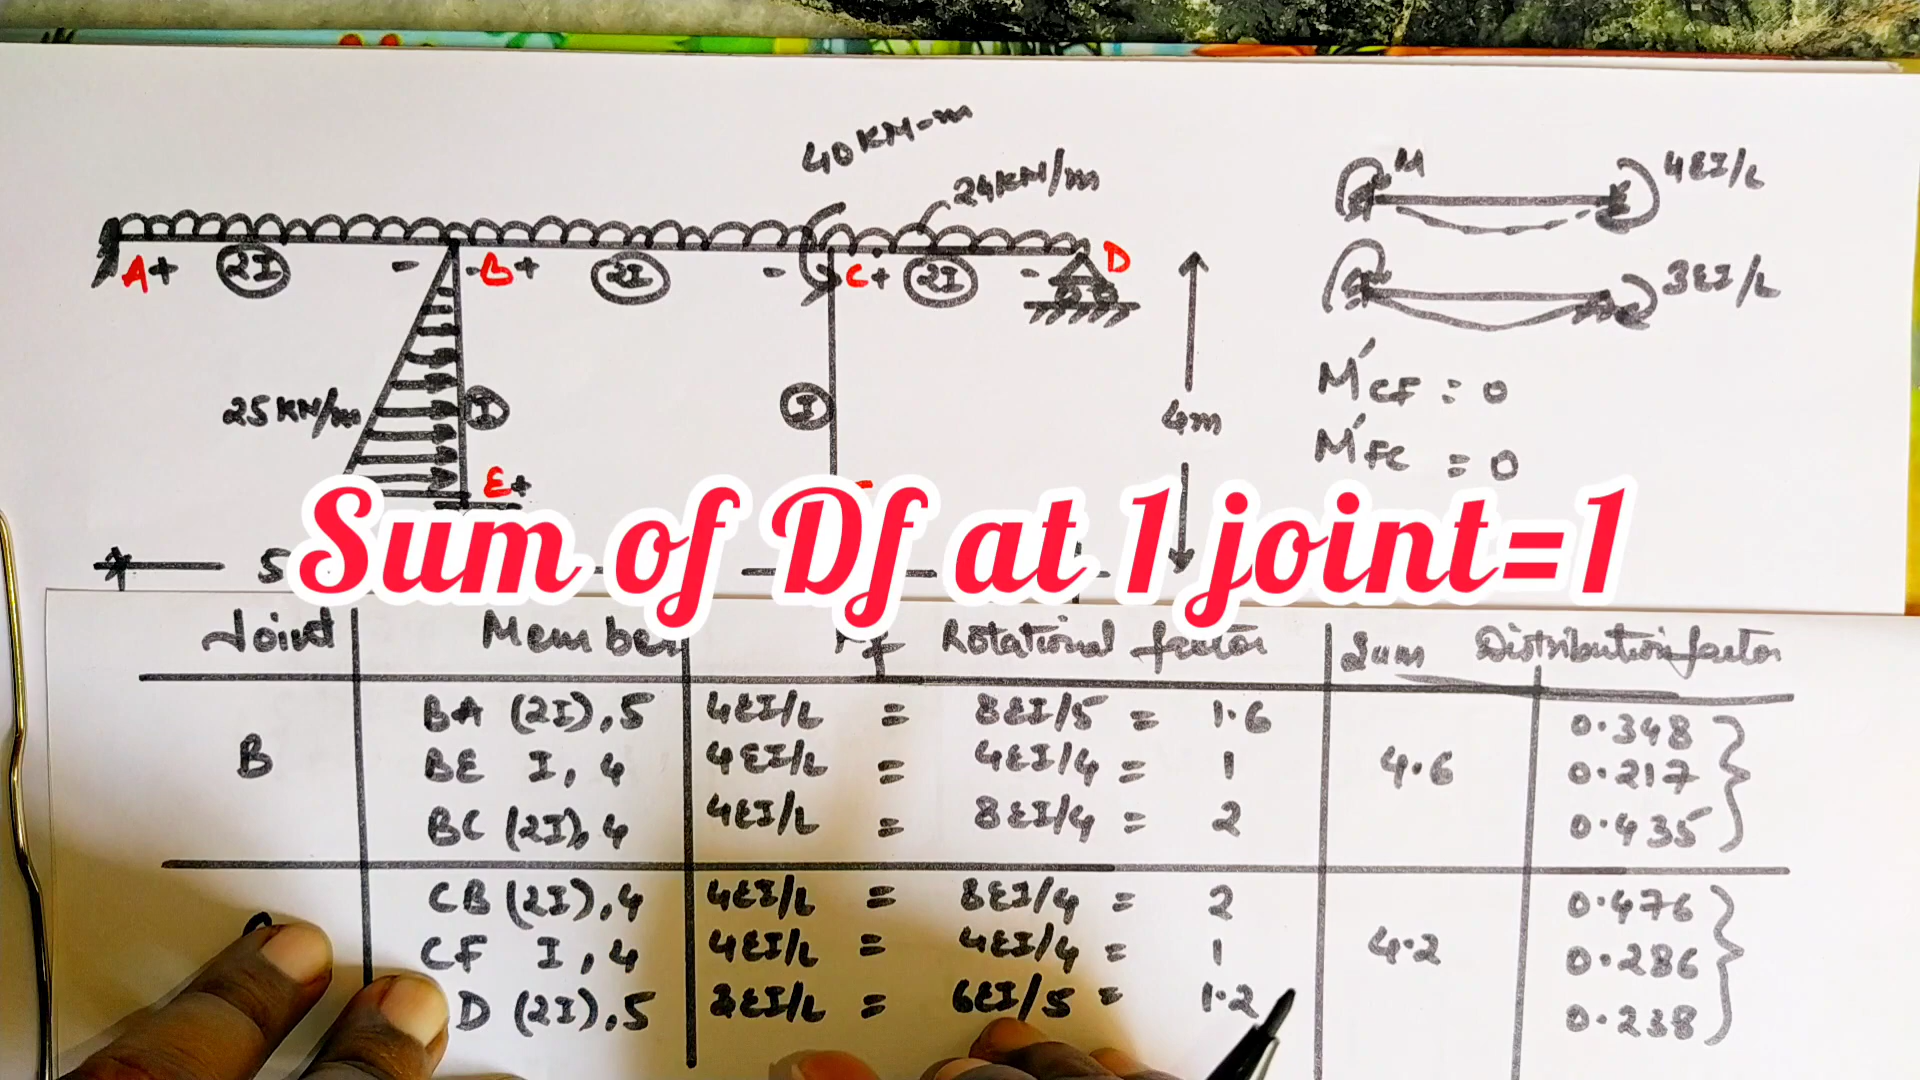 40 KN-m
24 KN/m
A+ 2I - -B+ 2I - C+ 2I - D
25 KN/m
I
I
E+
4m
5
M
4EI/L
3EI/L
M'CF = 0
M'FC = 0
Sum of Df at 1 joint=1
Joint Member Rf Rotational factor Sum Distribution factor
B
BA (2I), 5 4EI/L = 8EI/5 = 1.6 0.348
BE I, 4 4EI/L = 4EI/4 = 1 4.6 0.217
BC (2I), 4 4EI/L = 8EI/4 = 2 0.435
CB (2I), 4 4EI/L = 8EI/4 = 2 0.476
CF I, 4 4EI/L = 4EI/4 = 1 4.2 0.286
D (2I), 5 3EI/L = 6EI/5 = 1.2 0.238